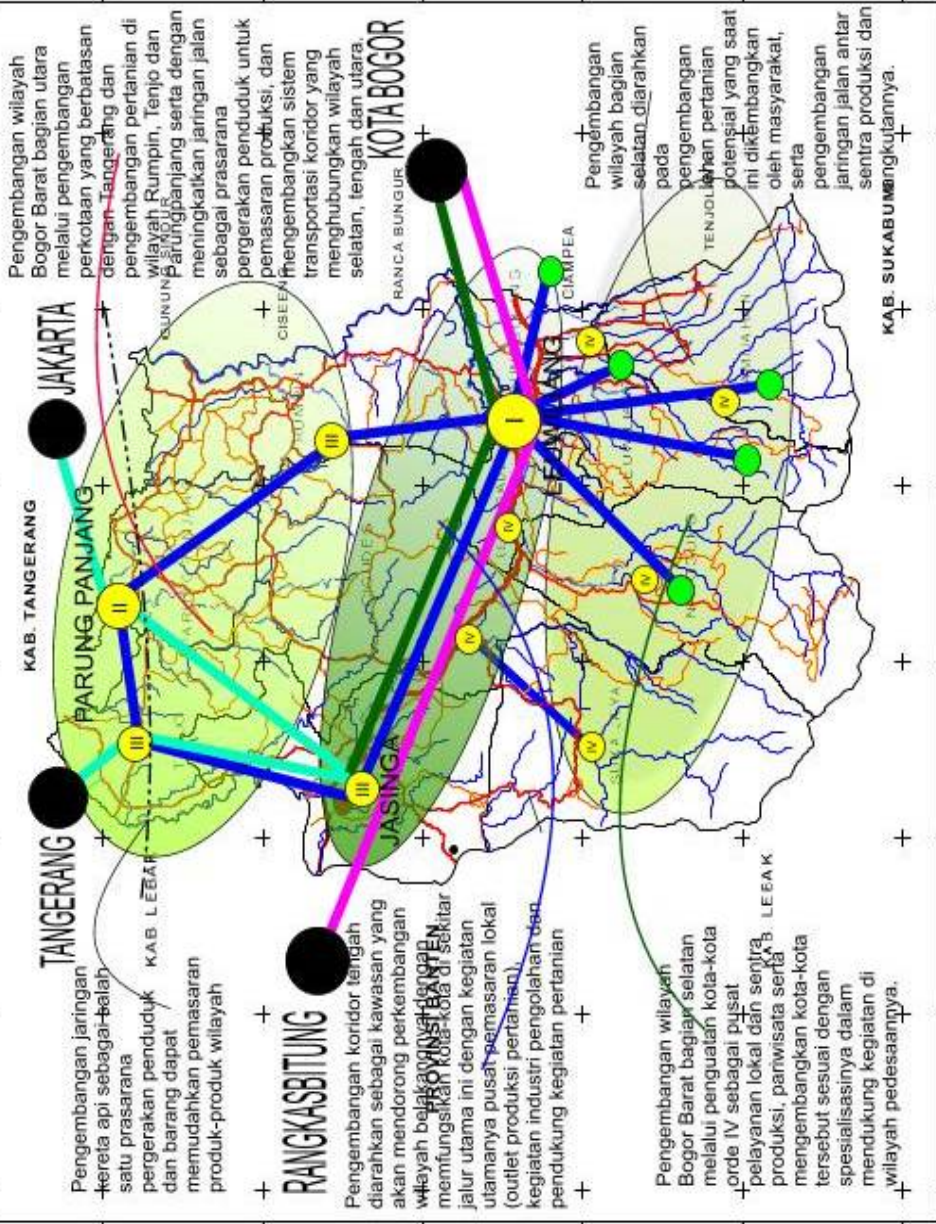 Pengembangan jaringan
kereta api sebagai salah
satu prasarana
pergerakan penduduk
dan barang dapat
memudahkan pemasaran
produk-produk wilayah
TANGERANG
KAB. TANGERANG
JAKARTA
Pengembangan wilayah
Bogor Barat bagian utara
melalui pengembangan
perkotaan yang berbatasan
dengan Tangerang dan
pengembangan pertanian di
wilayah Rumpin, Tenjo dan
Parungpanjang serta dengan
meningkatkan jaringan jalan
sebagai prasarana
pergerakan penduduk untuk
pemasaran produksi, dan
mengembangkan sistem
transportasi koridor yang
menghubungkan wilayah
selatan, tengah dan utara.
PARUNG PANJANG
II
III
KAB LEBAK
GUNUNG SINDUR
CISEEN
III
RANGKASBITUNG
JASINGA
III
RANCA BUNGUR
KOTA BOGOR
Pengembangan koridor tengah
diarahkan sebagai kawasan yang
akan mendorong perkembangan
wilayah belakangnya dengan
memfungsikan kota-kota di sekitar
jalur utama ini dengan kegiatan
utamanya pusat pemasaran lokal
(outlet produksi pertanian),
kegiatan industri pengolahan dan
pendukung kegiatan pertanian
PROVINSI BANTEN
IV
IV
I
LEUWILIANG
CIAMPEA
IV
IV
IV
IV
TENJOL
Pengembangan
wilayah bagian
selatan diarahkan
pada
pengembangan
lahan pertanian
potensial yang saat
ini dikembangkan
oleh masyarakat,
serta
pengembangan
jaringan jalan antar
sentra produksi dan
pengangkutannya.
Pengembangan wilayah
Bogor Barat bagian selatan
melalui penguatan kota-kota
orde IV sebagai pusat
pelayanan lokal dan sentra
produksi, pariwisata serta
mengembangkan kota-kota
tersebut sesuai dengan
spesialisasinya dalam
mendukung kegiatan di
wilayah pedesaannya.
KAB LEBAK
KAB. SUKABUMI